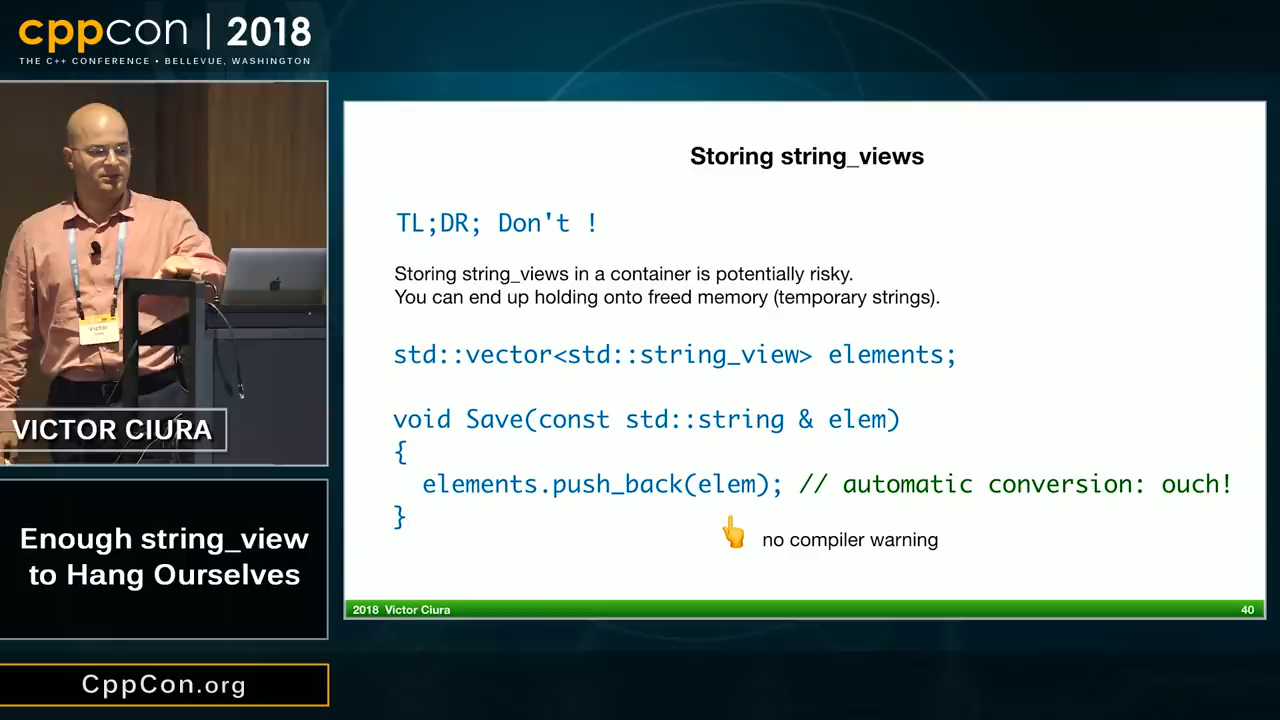 cppcon | 2018
THE C++ CONFERENCE • BELLEVUE, WASHINGTON
Storing string_views
TL;DR; Don't !
Storing string_views in a container is potentially risky.
You can end up holding onto freed memory (temporary strings).
std::vector<std::string_view> elements;
void Save(const std::string & elem)
{
elements.push_back(elem); // automatic conversion: ouch!
}
no compiler warning
2018 Victor Ciura
40
Victor
VICTOR CIURA
Enough string_view
to Hang Ourselves
CppCon.org